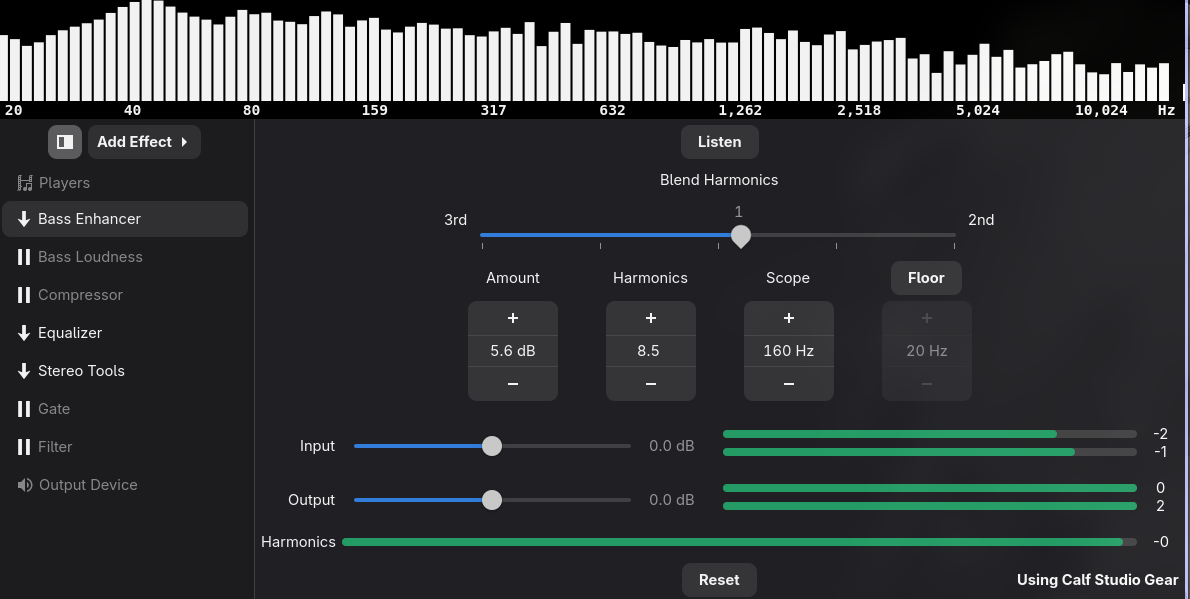 20 40 80 159 317 632 1,262 2,518 5,024 10,024 Hz
Add Effect
Listen
Players
Bass Enhancer
Bass Loudness
Compressor
Equalizer
Stereo Tools
Gate
Filter
Output Device
Blend Harmonics
1
3rd
2nd
Amount Harmonics Scope Floor
+ + + +
5.6 dB 8.5 160 Hz 20 Hz
− − − −
Input 0.0 dB -2
-1
Output 0.0 dB 0
2
Harmonics -0
Reset
Using Calf Studio Gear